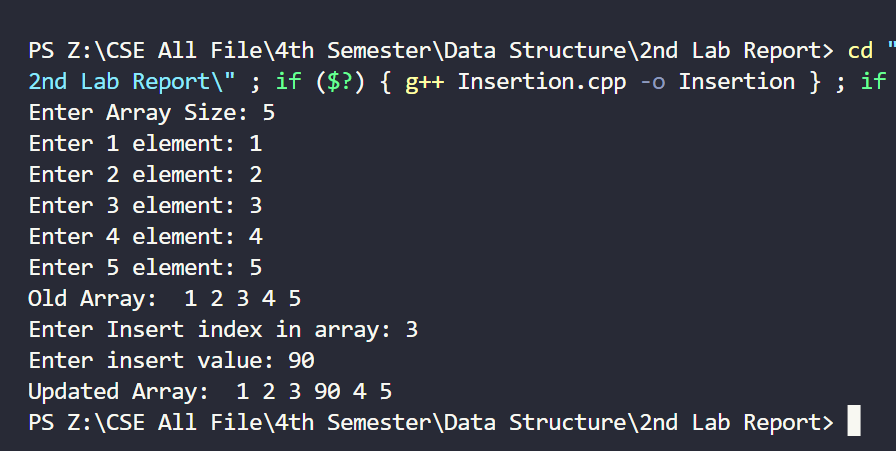 PS Z:\CSE All File\4th Semester\Data Structure\2nd Lab Report> cd "
2nd Lab Report\" ; if ($?) { g++ Insertion.cpp -o Insertion } ; if
Enter Array Size: 5
Enter 1 element: 1
Enter 2 element: 2
Enter 3 element: 3
Enter 4 element: 4
Enter 5 element: 5
Old Array:  1 2 3 4 5
Enter Insert index in array: 3
Enter insert value: 90
Updated Array:  1 2 3 90 4 5
PS Z:\CSE All File\4th Semester\Data Structure\2nd Lab Report>